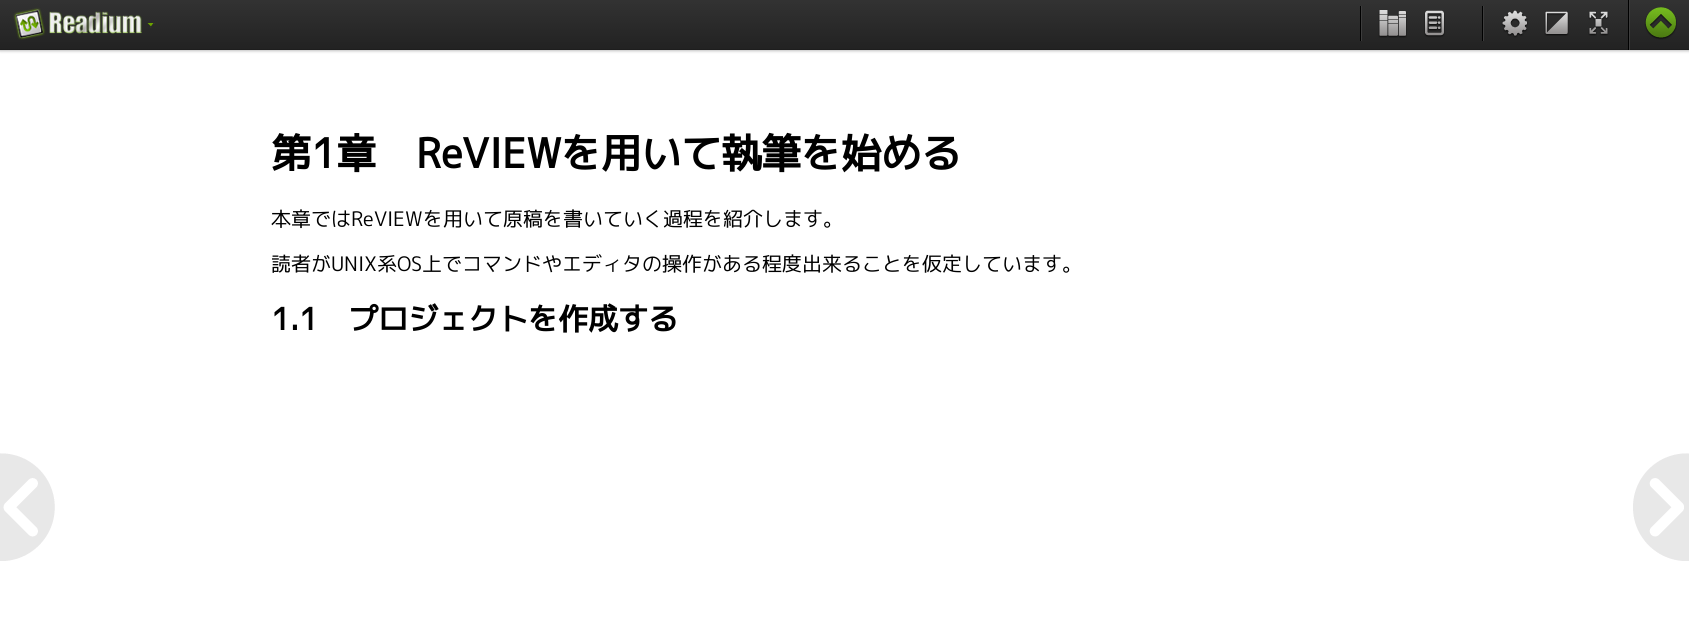 Readium
第1章　ReVIEWを用いて執筆を始める
本章ではReVIEWを用いて原稿を書いていく過程を紹介します。
読者がUNIX系OS上でコマンドやエディタの操作がある程度出来ることを仮定しています。
1.1　プロジェクトを作成する